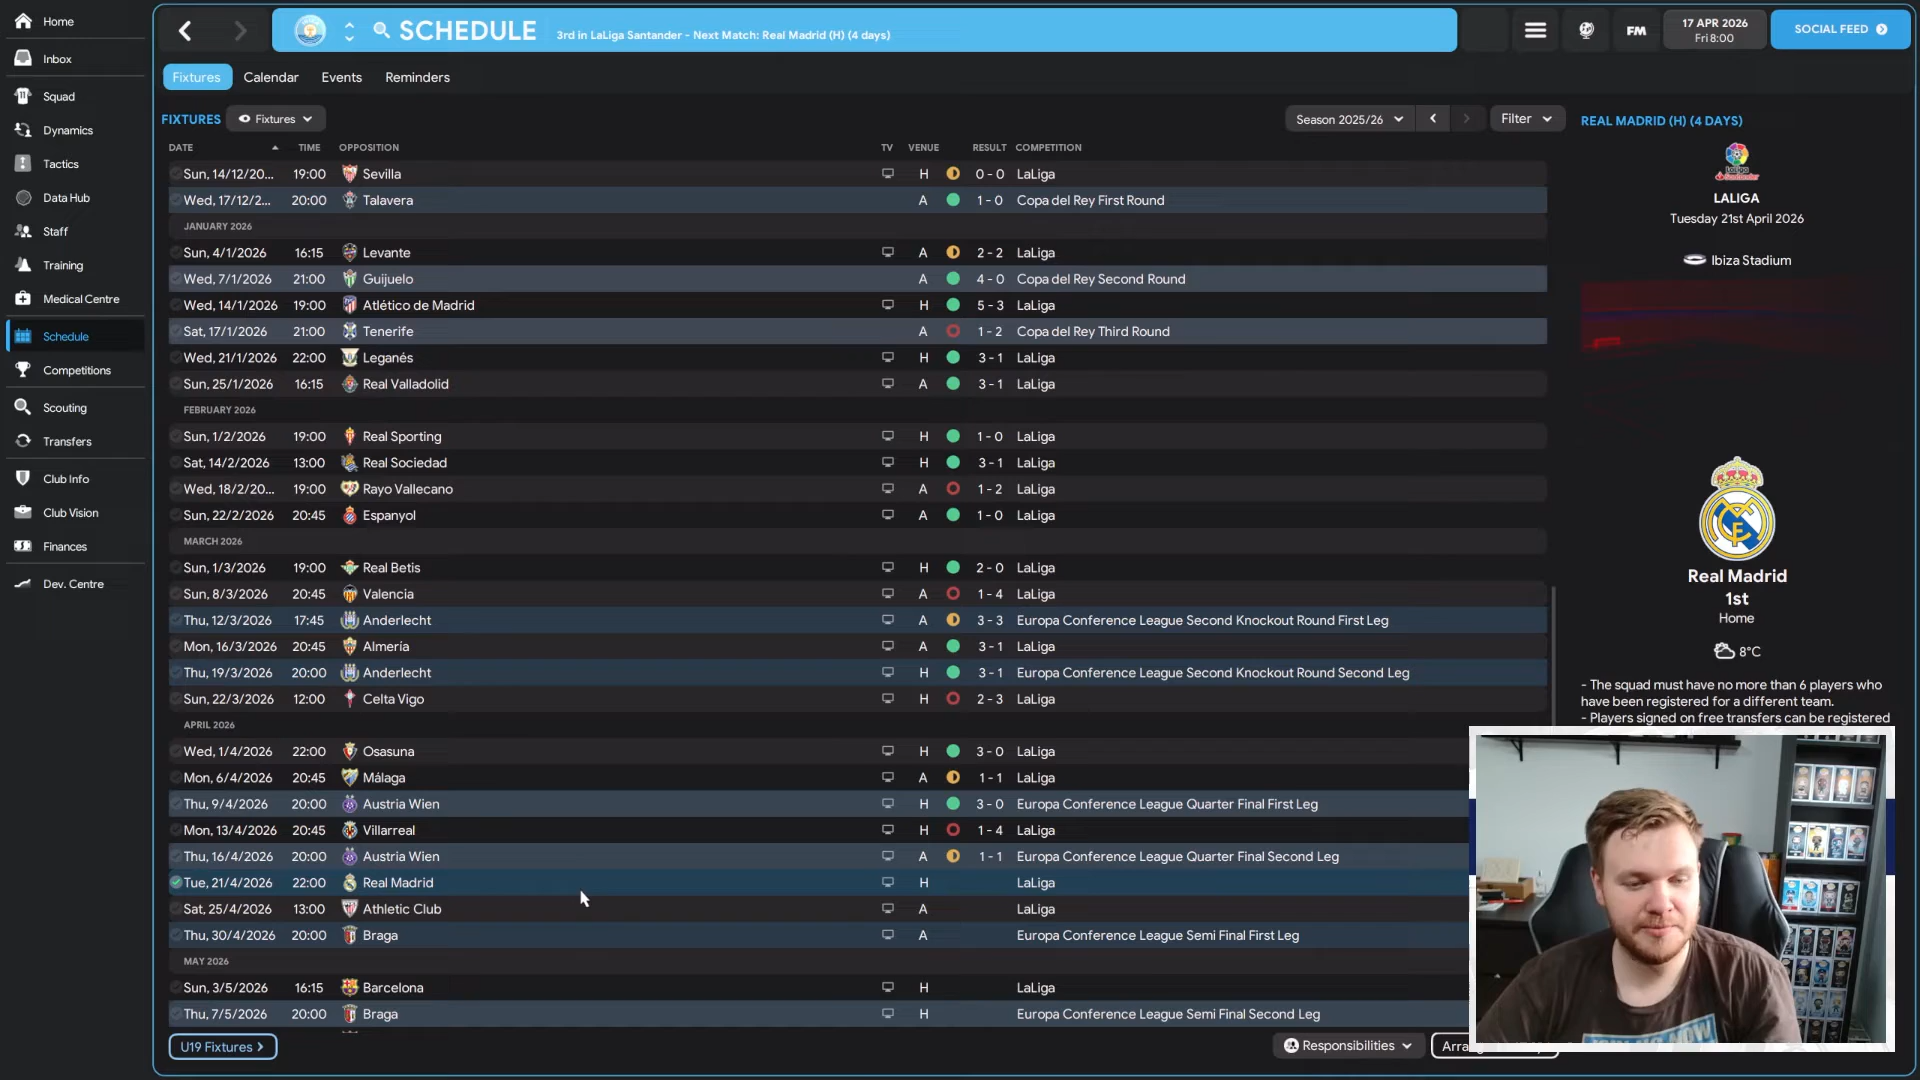 Home
Inbox
Squad
Dynamics
Tactics
Data Hub
Staff
Training
Medical Centre
Schedule
Competitions
Scouting
Transfers
Club Info
Club Vision
Finances
Dev. Centre
SCHEDULE
3rd in LaLiga Santander - Next Match: Real Madrid (H) (4 days)
FM
17 APR 2026
Fri 8:00
SOCIAL FEED
Fixtures Calendar Events Reminders
FIXTURES Fixtures Season 2025/26 Filter
DATE TIME OPPOSITION TV VENUE RESULT COMPETITION
Sun, 14/12/20... 19:00 Sevilla H 0 - 0 LaLiga
Wed, 17/12/2... 20:00 Talavera A 1 - 0 Copa del Rey First Round
JANUARY 2026
Sun, 4/1/2026 16:15 Levante A 2 - 2 LaLiga
Wed, 7/1/2026 21:00 Guijuelo A 4 - 0 Copa del Rey Second Round
Wed, 14/1/2026 19:00 Atlético de Madrid H 5 - 3 LaLiga
Sat, 17/1/2026 21:00 Tenerife A 1 - 2 Copa del Rey Third Round
Wed, 21/1/2026 22:00 Leganés H 3 - 1 LaLiga
Sun, 25/1/2026 16:15 Real Valladolid A 3 - 1 LaLiga
FEBRUARY 2026
Sun, 1/2/2026 19:00 Real Sporting H 1 - 0 LaLiga
Sat, 14/2/2026 13:00 Real Sociedad H 3 - 1 LaLiga
Wed, 18/2/20... 19:00 Rayo Vallecano A 1 - 2 LaLiga
Sun, 22/2/2026 20:45 Espanyol A 1 - 0 LaLiga
MARCH 2026
Sun, 1/3/2026 19:00 Real Betis H 2 - 0 LaLiga
Sun, 8/3/2026 20:45 Valencia A 1 - 4 LaLiga
Thu, 12/3/2026 17:45 Anderlecht A 3 - 3 Europa Conference League Second Knockout Round First Leg
Mon, 16/3/2026 20:45 Almería A 3 - 1 LaLiga
Thu, 19/3/2026 20:00 Anderlecht H 3 - 1 Europa Conference League Second Knockout Round Second Leg
Sun, 22/3/2026 12:00 Celta Vigo H 2 - 3 LaLiga
APRIL 2026
Wed, 1/4/2026 22:00 Osasuna H 3 - 0 LaLiga
Mon, 6/4/2026 20:45 Málaga A 1 - 1 LaLiga
Thu, 9/4/2026 20:00 Austria Wien H 3 - 0 Europa Conference League Quarter Final First Leg
Mon, 13/4/2026 20:45 Villarreal H 1 - 4 LaLiga
Thu, 16/4/2026 20:00 Austria Wien A 1 - 1 Europa Conference League Quarter Final Second Leg
Tue, 21/4/2026 22:00 Real Madrid H LaLiga
Sat, 25/4/2026 13:00 Athletic Club A LaLiga
Thu, 30/4/2026 20:00 Braga A Europa Conference League Semi Final First Leg
MAY 2026
Sun, 3/5/2026 16:15 Barcelona H LaLiga
Thu, 7/5/2026 20:00 Braga H Europa Conference League Semi Final Second Leg
U19 Fixtures > Responsibilities
REAL MADRID (H) (4 DAYS)
LALIGA
Tuesday 21st April 2026
Ibiza Stadium
Real Madrid
1st
Home
8°C
- The squad must have no more than 6 players who
have been registered for a different team.
- Players signed on free transfers can be registered